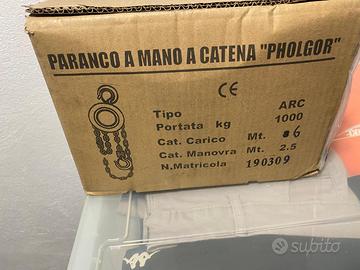 PARANCO A MANO A CATENA "PHOLGOR"
CE
Tipo ARC
Portata kg 1000
Cat. Carico Mt. 06
Cat. Manovra Mt. 2.5
N.Matricola 190309
subito